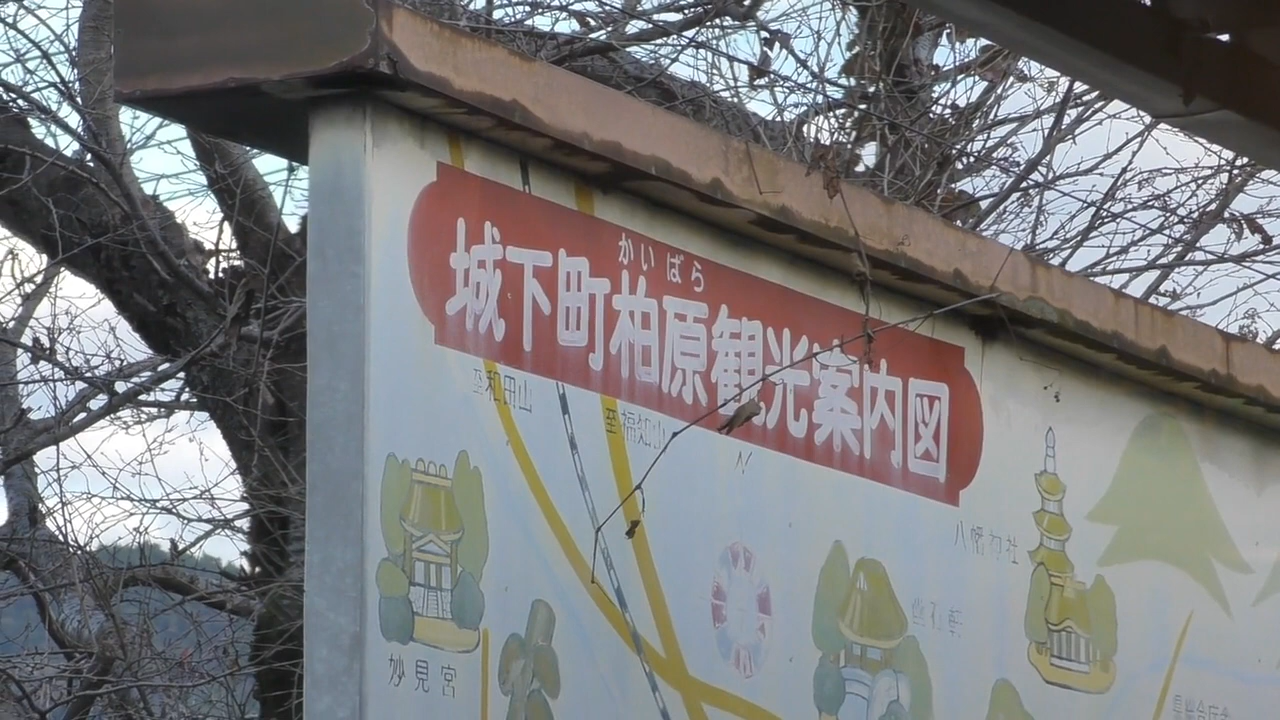 かいばら
城下町柏原観光案内図
至和田山
至福知山
N
八幡神社
妙見宮